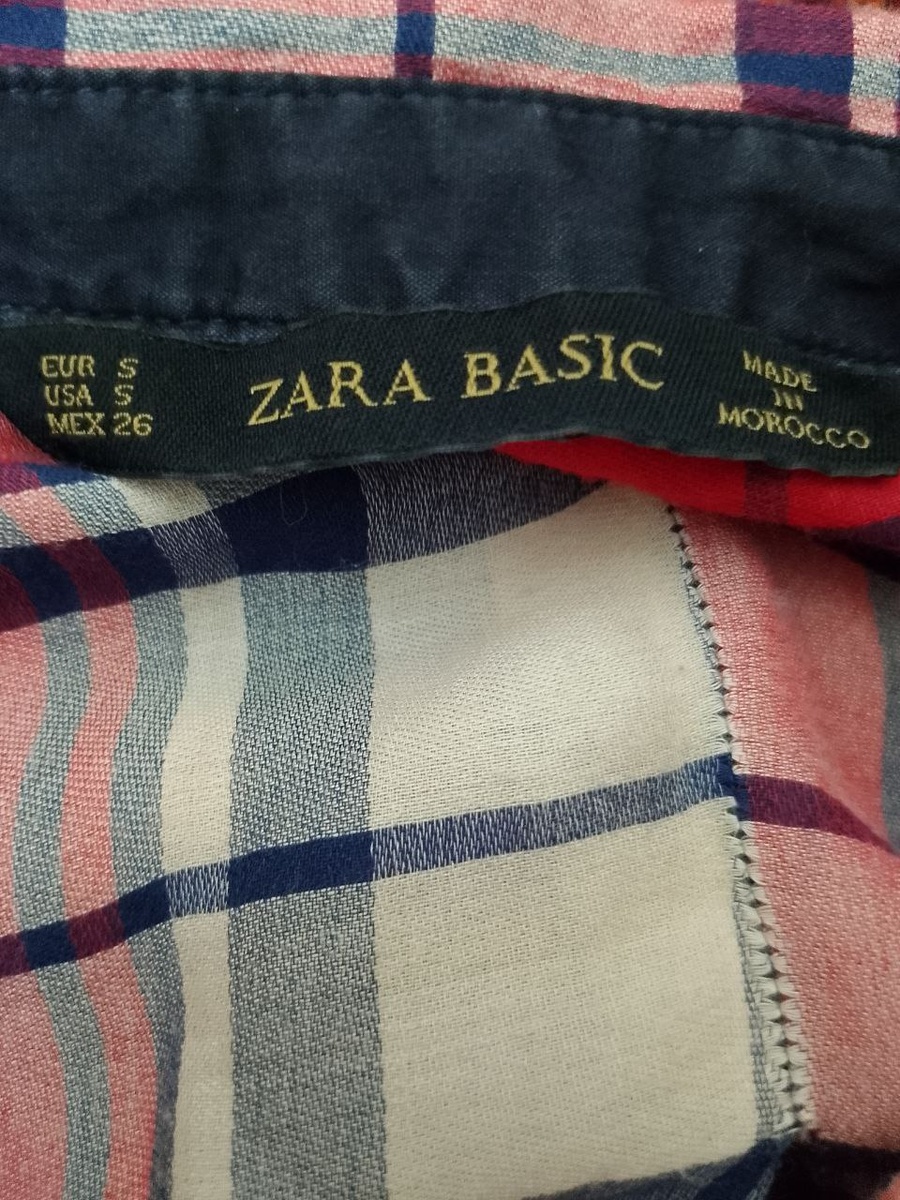 EUR S
USA S
MEX 26
ZARA BASIC
MADE
IN
MOROCCO